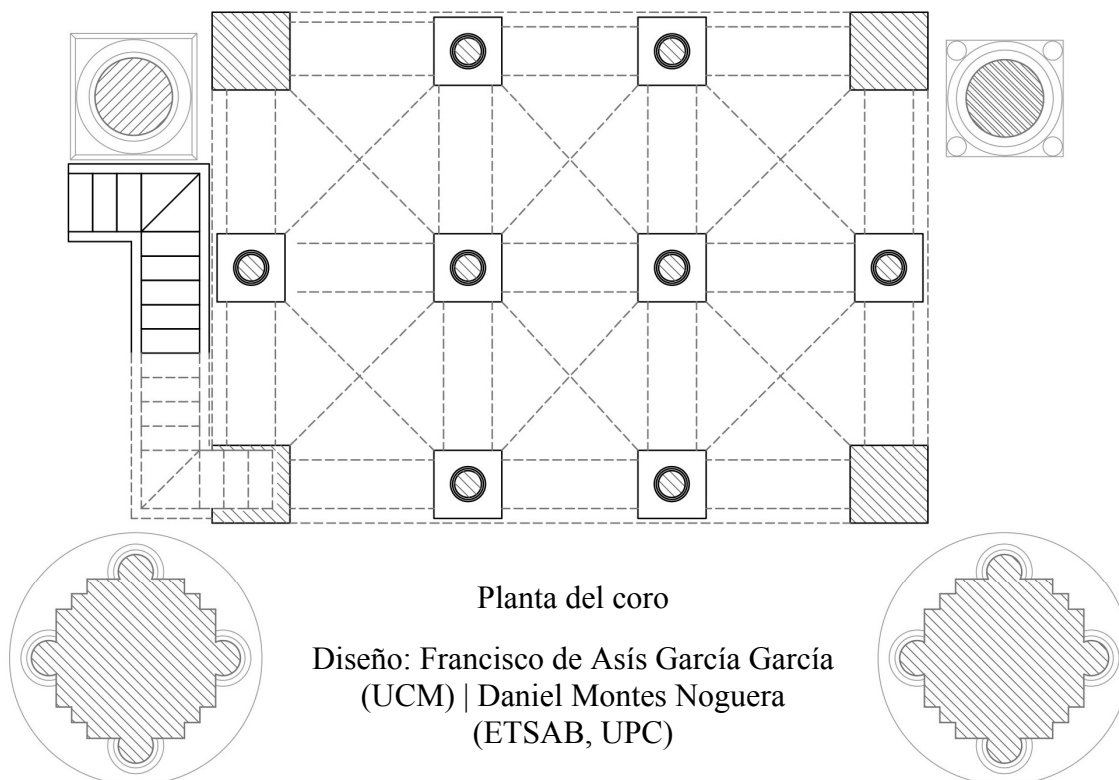 Planta del coro
Diseño: Francisco de Asís García García
(UCM) | Daniel Montes Noguera
(ETSAB, UPC)